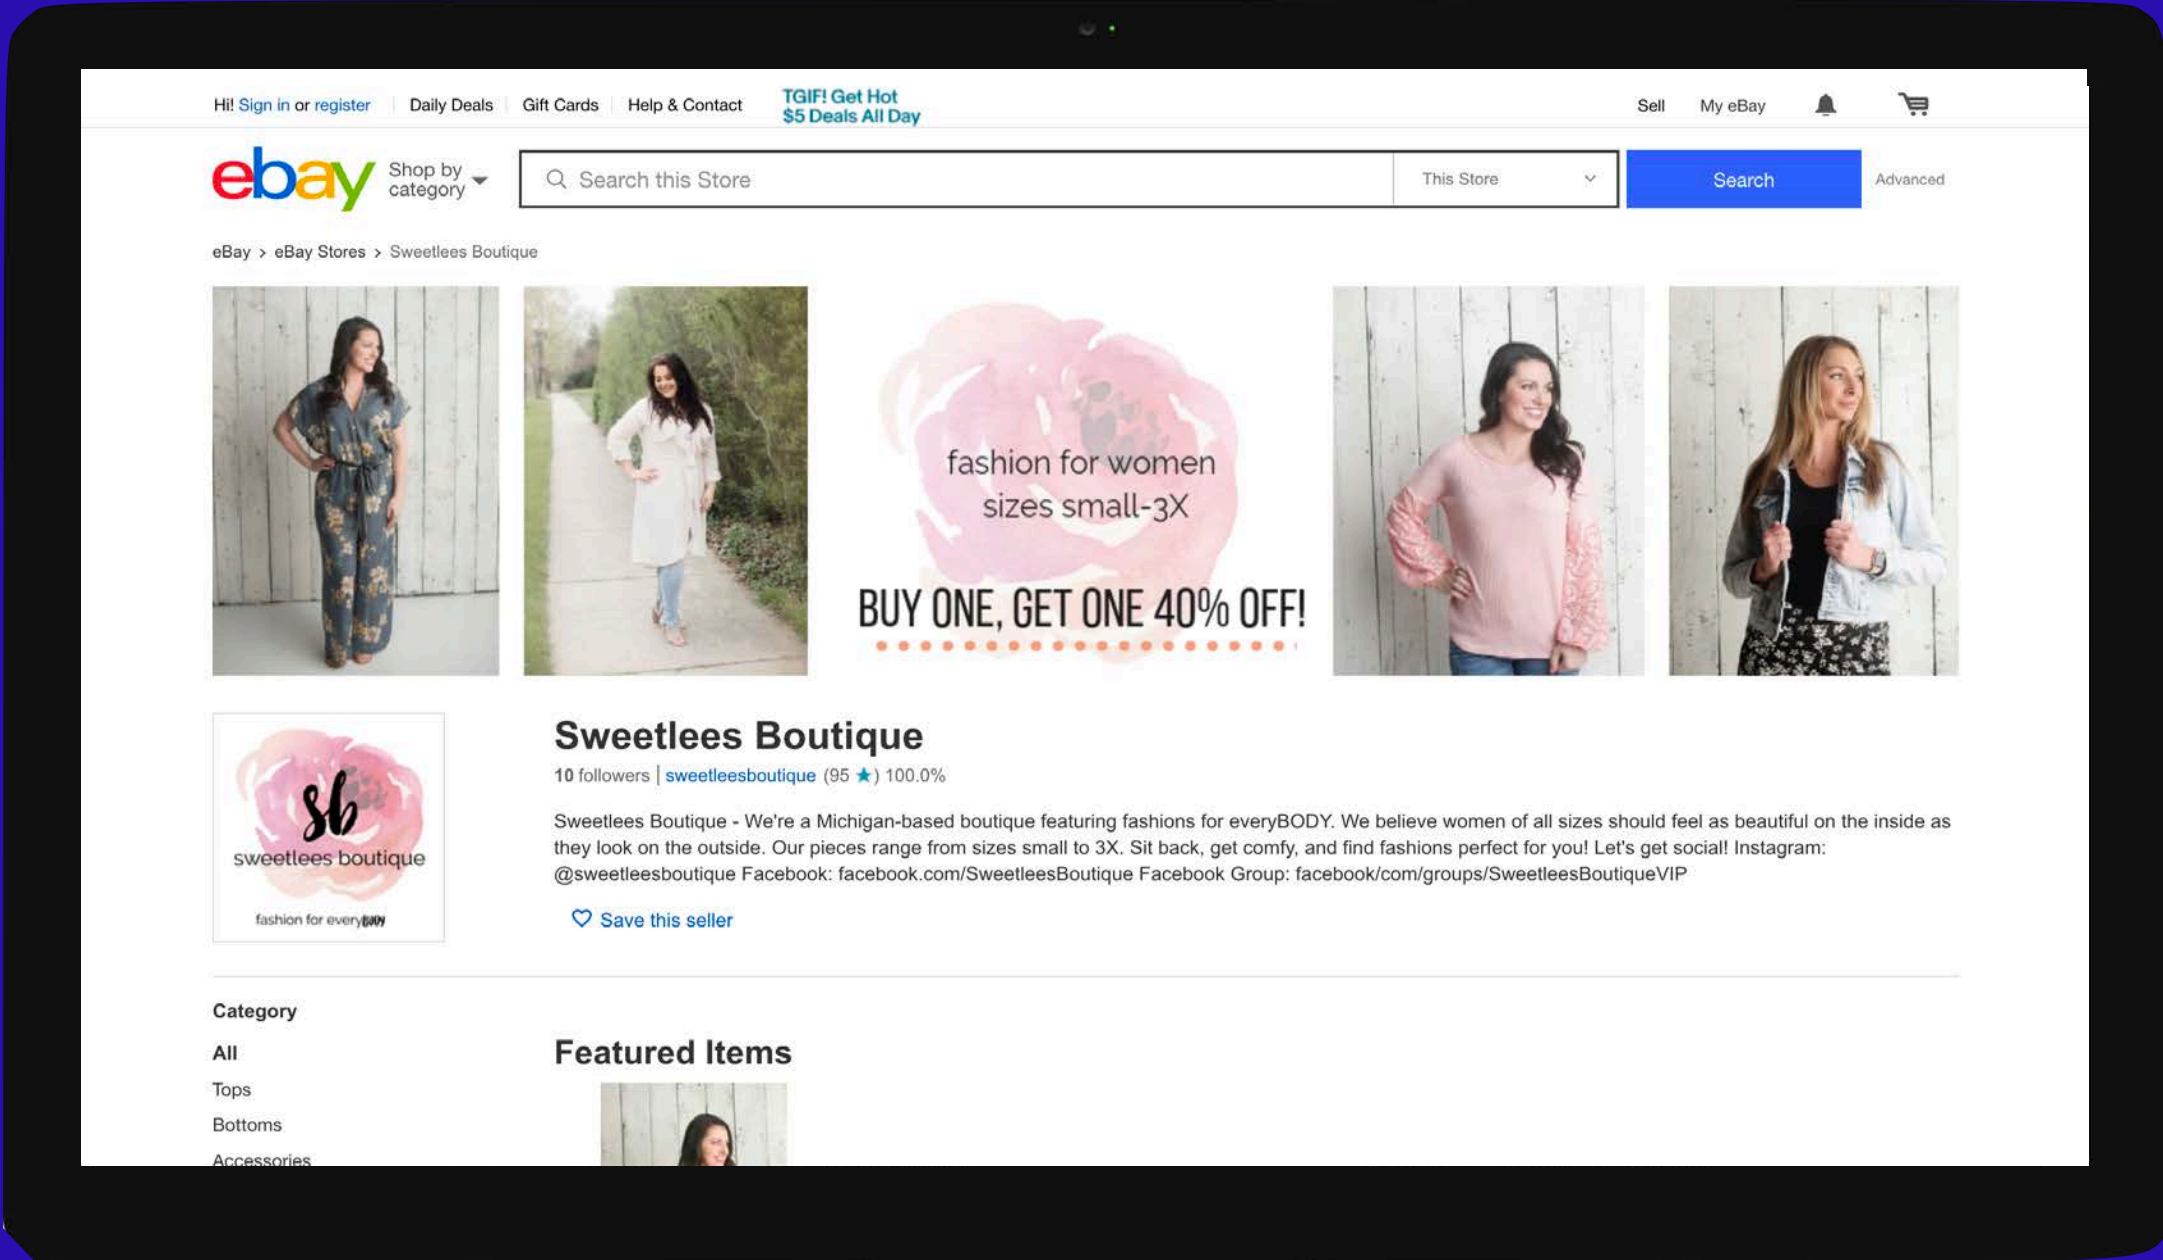 Hi! Sign in or register Daily Deals Gift Cards Help & Contact TGIF! Get Hot
$5 Deals All Day
Sell My eBay
ebay
Shop by
category
Search this Store This Store Search Advanced
eBay > eBay Stores > Sweetlees Boutique
fashion for women
sizes small-3X
BUY ONE, GET ONE 40% OFF!
sb
sweetlees boutique
fashion for everyBODY
Sweetlees Boutique
10 followers | sweetleesboutique (95 ★) 100.0%
Sweetlees Boutique - We're a Michigan-based boutique featuring fashions for everyBODY. We believe women of all sizes should feel as beautiful on the inside as
they look on the outside. Our pieces range from sizes small to 3X. Sit back, get comfy, and find fashions perfect for you! Let's get social! Instagram:
@sweetleesboutique Facebook: facebook.com/SweetleesBoutique Facebook Group: facebook/com/groups/SweetleesBoutiqueVIP
Save this seller
Category
All
Tops
Bottoms
Accessories
Featured Items